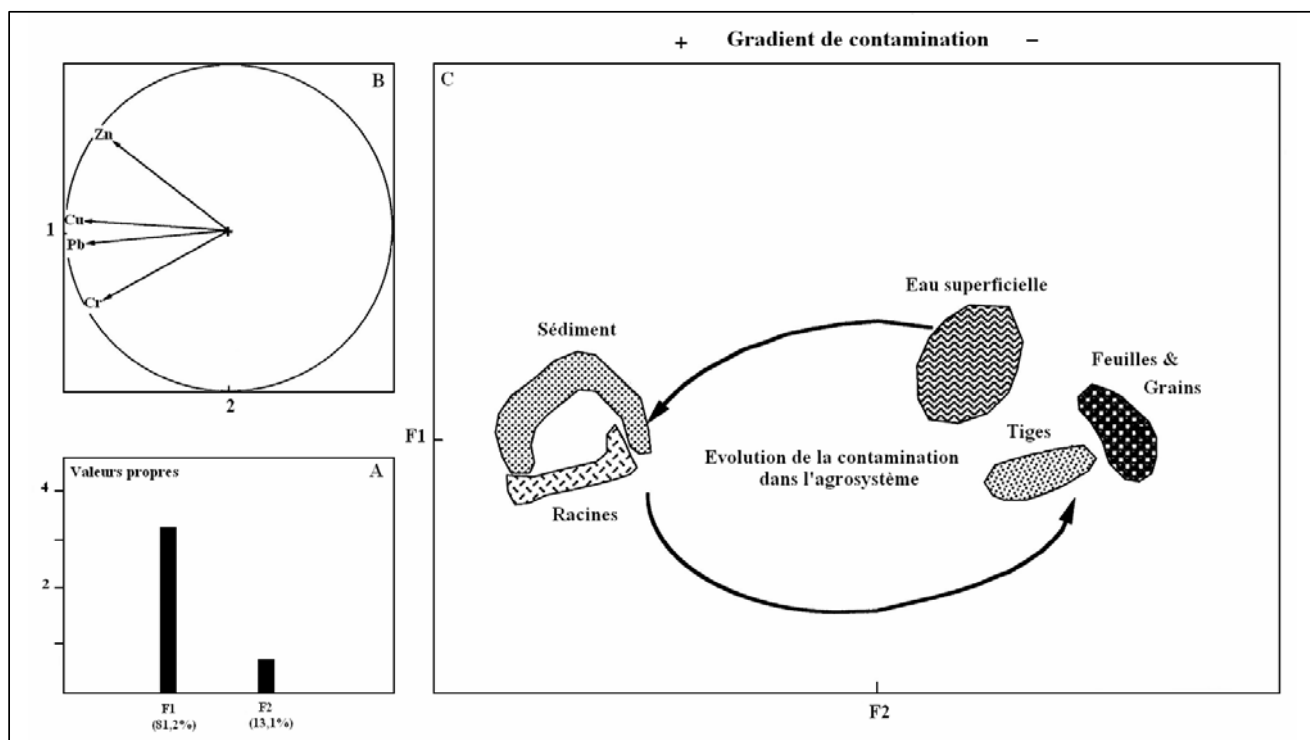 + Gradient de contamination −
B
Zn
Cu
1
Pb
Cr
2
Valeurs propres
A
4
2
F1
(81,2%)
F2
(13,1%)
C
Eau superficielle
Sédiment
Feuilles &
Grains
F1
Tiges
Evolution de la contamination
dans l'agrosystème
Racines
F2